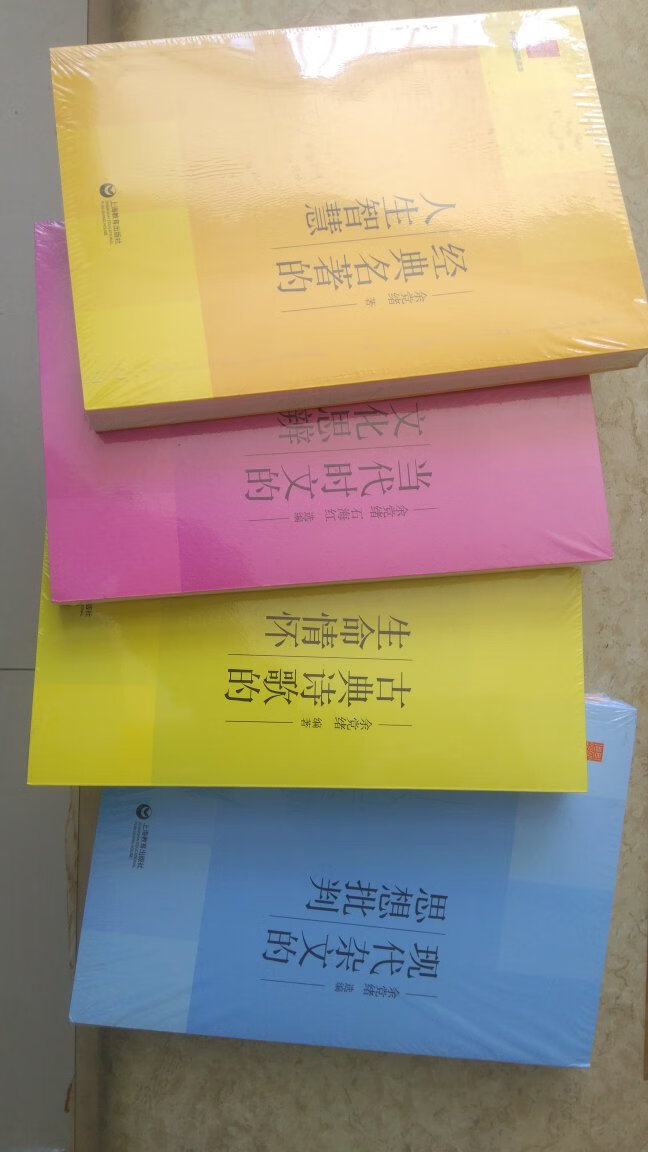 经典名著的
人生智慧
余党绪 著
上海教育出版社
当代时文的
文化思辨
余党绪 石海红 选编
古典诗歌的
生命情怀
余党绪 编著
现代杂文的
思想批判
余党绪 选编
上海教育出版社